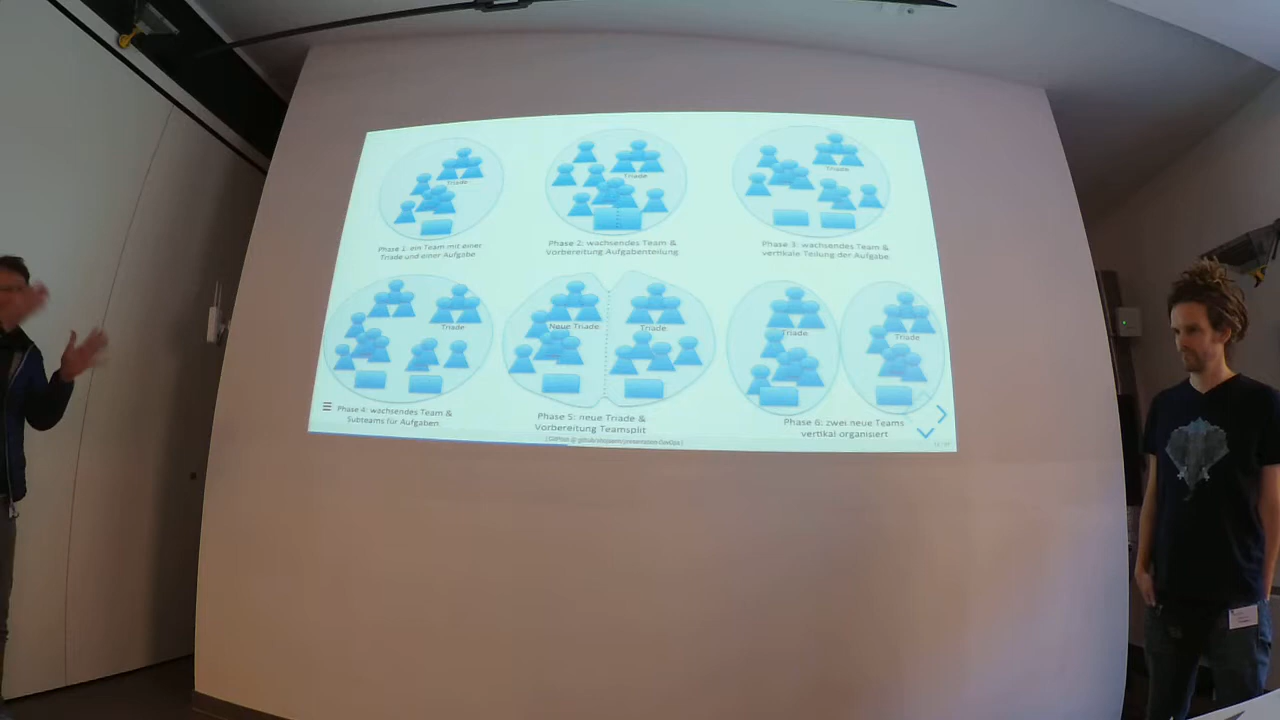 Triade
Phase 1: ein Team mit einer
Triade und einer Aufgabe
Triade
Phase 2: wachsendes Team &
Vorbereitung Aufgabenteilung
Triade
Phase 3: wachsendes Team &
vertikale Teilung der Aufgabe
Triade
Phase 4: wachsendes Team &
Subteams für Aufgaben
Neue Triade
Triade
Phase 5: neue Triade &
Vorbereitung Teamsplit
Triade
Triade
Phase 6: zwei neue Teams
vertikal organisiert